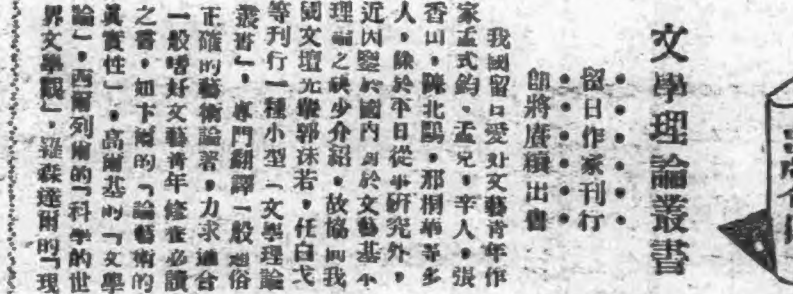 文學理論叢書
留日作家刊行
即將賡續出書
我國留日愛好文藝青年作
家孟式鈞、孟克、辛人、張
香山、陳北鷗、邢桐華等多
人，除於平日從事研究外，
近因鑒於國內對於文藝基本
理論之缺少介紹，故協同我
國文壇先輩郭沫若，任白戈
等刊行一種小型「文學理論
叢書」，專門翻譯一般通俗
正確的藝術論著，力求適合
一般嗜好文藝青年修養必讀
之書，如下爾的「論藝術的
眞實性」，高爾基的「文學
論」，西爾列爾的「科學的世
界文學觀」，羅森達爾的「現